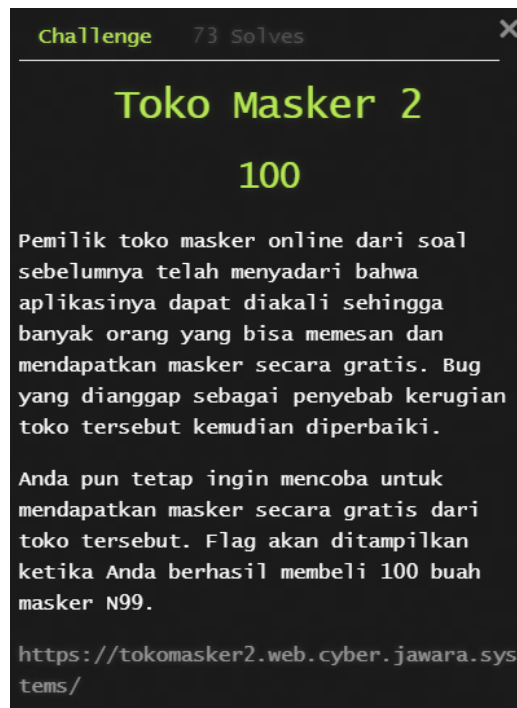 Challenge 73 Solves ×
Toko Masker 2
100
Pemilik toko masker online dari soal
sebelumnya telah menyadari bahwa
aplikasinya dapat diakali sehingga
banyak orang yang bisa memesan dan
mendapatkan masker secara gratis. Bug
yang dianggap sebagai penyebab kerugian
toko tersebut kemudian diperbaiki.
Anda pun tetap ingin mencoba untuk
mendapatkan masker secara gratis dari
toko tersebut. Flag akan ditampilkan
ketika Anda berhasil membeli 100 buah
masker N99.
https://tokomasker2.web.cyber.jawara.sys
tems/